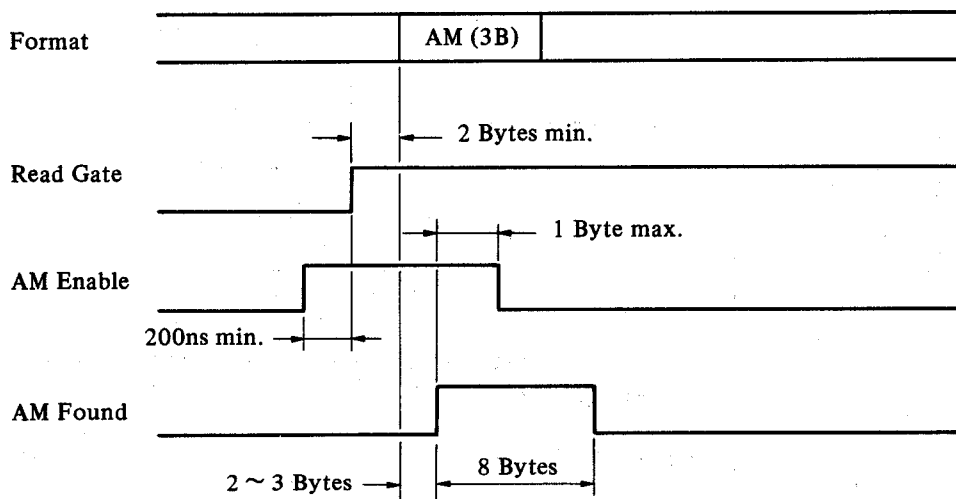 Format
AM (3B)
2 Bytes min.
Read Gate
1 Byte max.
AM Enable
200ns min.
AM Found
2 ~ 3 Bytes
8 Bytes